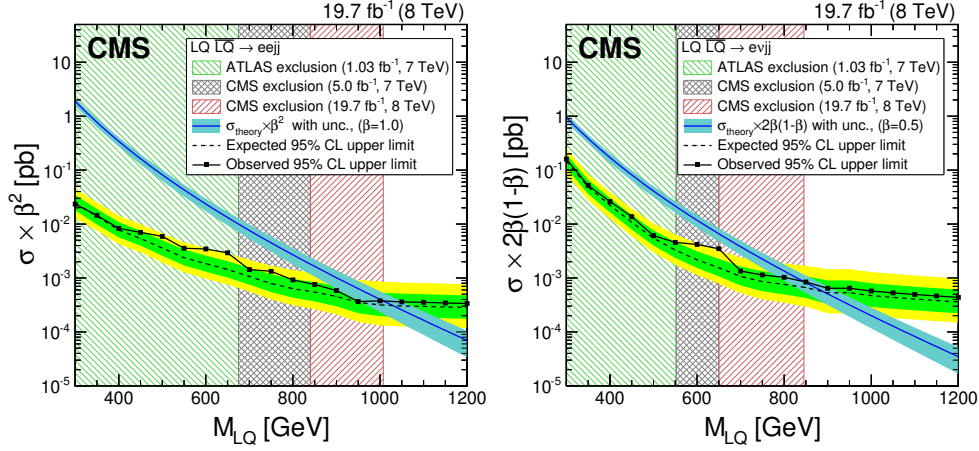 19.7 fb⁻¹ (8 TeV)
CMS
LQ L̅Q̅ → eejj
ATLAS exclusion (1.03 fb⁻¹, 7 TeV)
CMS exclusion (5.0 fb⁻¹, 7 TeV)
CMS exclusion (19.7 fb⁻¹, 8 TeV)
σ_theory×β² with unc., (β=1.0)
Expected 95% CL upper limit
Observed 95% CL upper limit
σ × β² [pb]
10
1
10⁻¹
10⁻²
10⁻³
10⁻⁴
10⁻⁵
400 600 800 1000 1200
M_LQ [GeV]
19.7 fb⁻¹ (8 TeV)
CMS
LQ L̅Q̅ → eνjj
ATLAS exclusion (1.03 fb⁻¹, 7 TeV)
CMS exclusion (5.0 fb⁻¹, 7 TeV)
CMS exclusion (19.7 fb⁻¹, 8 TeV)
σ_theory×2β(1-β) with unc., (β=0.5)
Expected 95% CL upper limit
Observed 95% CL upper limit
σ × 2β(1-β) [pb]
10
1
10⁻¹
10⁻²
10⁻³
10⁻⁴
10⁻⁵
400 600 800 1000 1200
M_LQ [GeV]